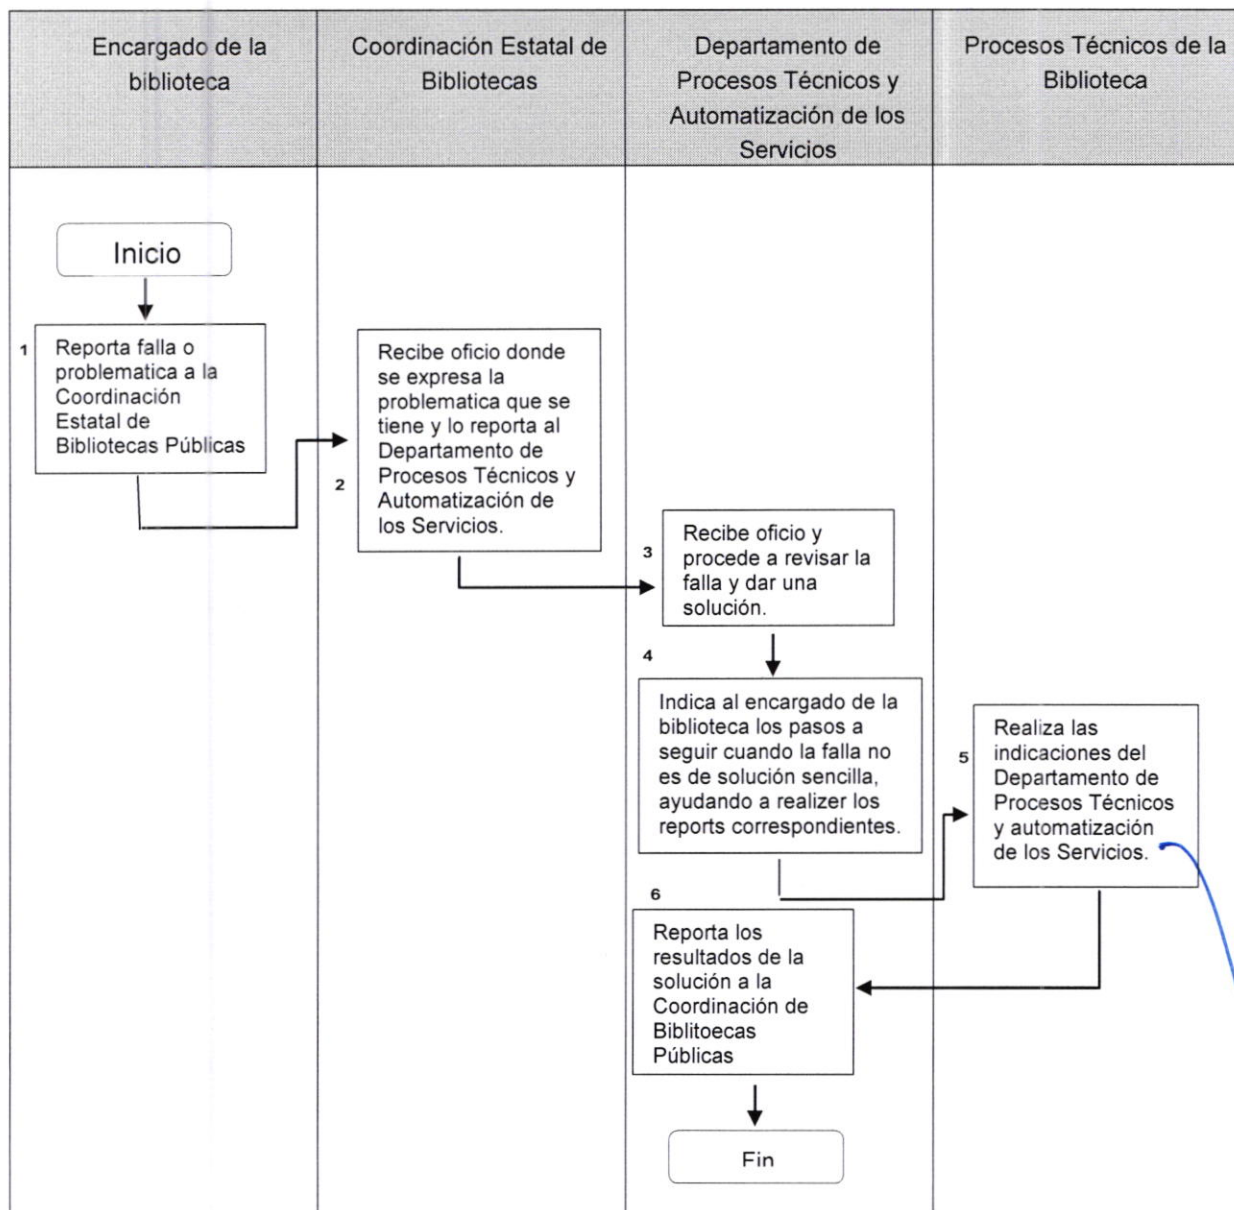 Encargado de la
biblioteca
Coordinación Estatal de
Bibliotecas
Departamento de
Procesos Técnicos y
Automatización de los
Servicios
Procesos Técnicos de la
Biblioteca
Inicio
1
Reporta falla o
problematica a la
Coordinación
Estatal de
Bibliotecas Públicas
2
Recibe oficio donde
se expresa la
problematica que se
tiene y lo reporta al
Departamento de
Procesos Técnicos y
Automatización de
los Servicios.
3
Recibe oficio y
procede a revisar la
falla y dar una
solución.
4
Indica al encargado de la
biblioteca los pasos a
seguir cuando la falla no
es de solución sencilla,
ayudando a realizer los
reports correspondientes.
5
Realiza las
indicaciones del
Departamento de
Procesos Técnicos
y automatización
de los Servicios.
6
Reporta los
resultados de la
solución a la
Coordinación de
Biblitoecas
Públicas
Fin